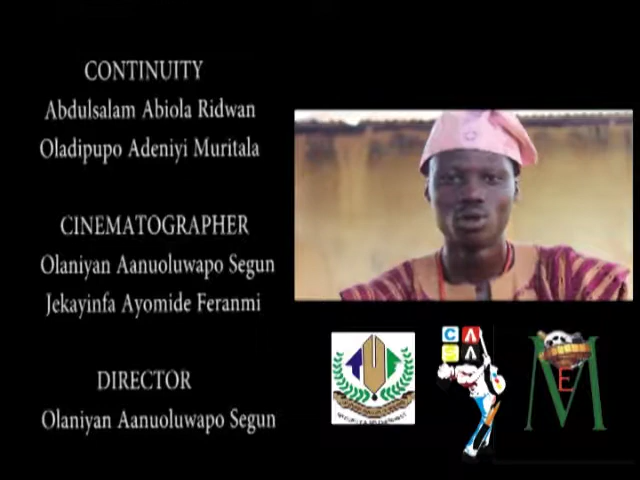 CONTINUITY
Abdulsalam Abiola Ridwan
Oladipupo Adeniyi Muritala
CINEMATOGRAPHER
Olaniyan Aanuoluwapo Segun
Jekayinfa Ayomide Feranmi
DIRECTOR
Olaniyan Aanuoluwapo Segun
C A
M
E